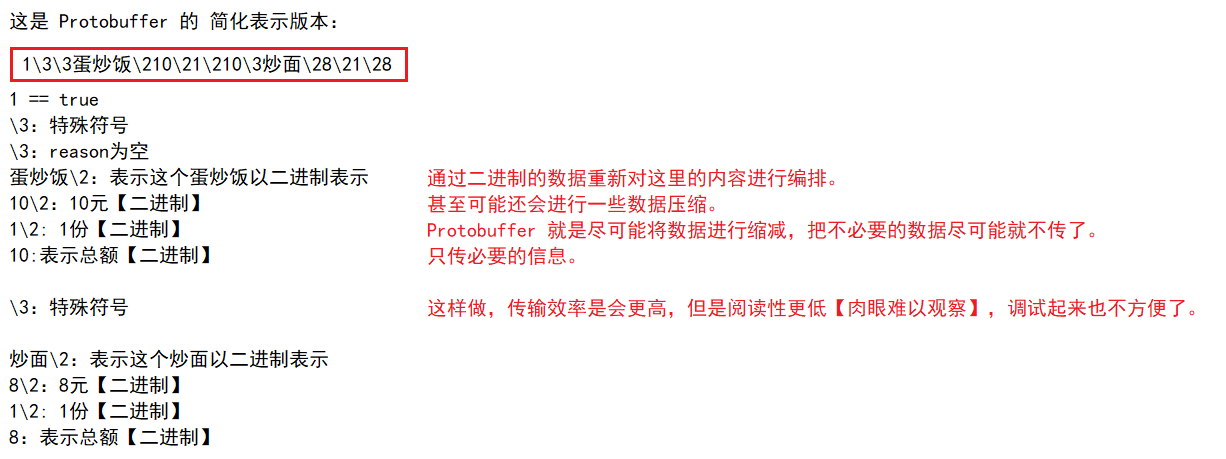 这是 Protobuffer 的 简化表示版本：
1\3\3蛋炒饭\210\21\210\3炒面\28\21\28
1 == true
\3：特殊符号
\3：reason为空
蛋炒饭\2：表示这个蛋炒饭以二进制表示
通过二进制的数据重新对这里的内容进行编排。
10\2：10元【二进制】
甚至可能还会进行一些数据压缩。
1\2：1份【二进制】
Protobuffer 就是尽可能将数据进行缩减，把不必要的数据尽可能就不传了。
10:表示总额【二进制】
只传必要的信息。
\3：特殊符号
这样做，传输效率是会更高，但是阅读性更低【肉眼难以观察】，调试起来也不方便了。
炒面\2：表示这个炒面以二进制表示
8\2：8元【二进制】
1\2：1份【二进制】
8：表示总额【二进制】